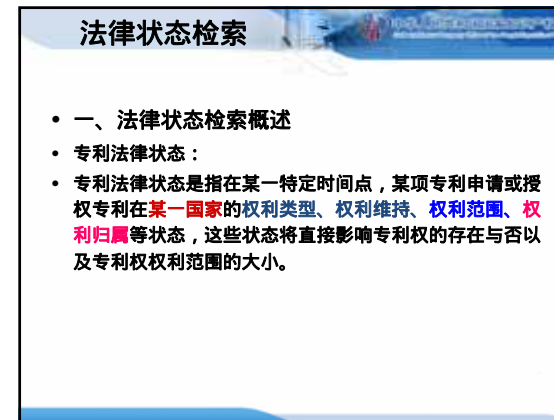 法律状态检索
• 一、法律状态检索概述
• 专利法律状态：
• 专利法律状态是指在某一特定时间点，某项专利申请或授
权专利在某一国家的权利类型、权利维持、权利范围、权
利归属等状态，这些状态将直接影响专利权的存在与否以
及专利权权利范围的大小。